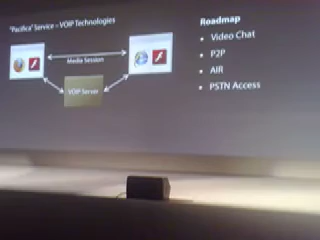 "Pacifica" Service – VOIP Technologies
Media Session
VOIP Server
Roadmap
• Video Chat
• P2P
• AIR
• PSTN Access